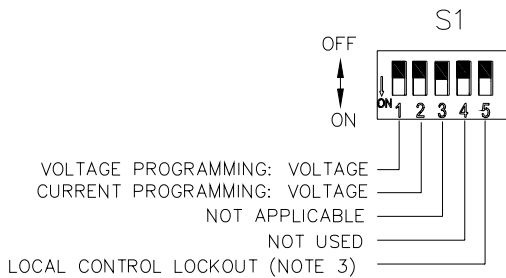 S1
OFF
ON
ON
1 2 3 4 5
VOLTAGE PROGRAMMING: VOLTAGE
CURRENT PROGRAMMING: VOLTAGE
NOT APPLICABLE
NOT USED
LOCAL CONTROL LOCKOUT (NOTE 3)